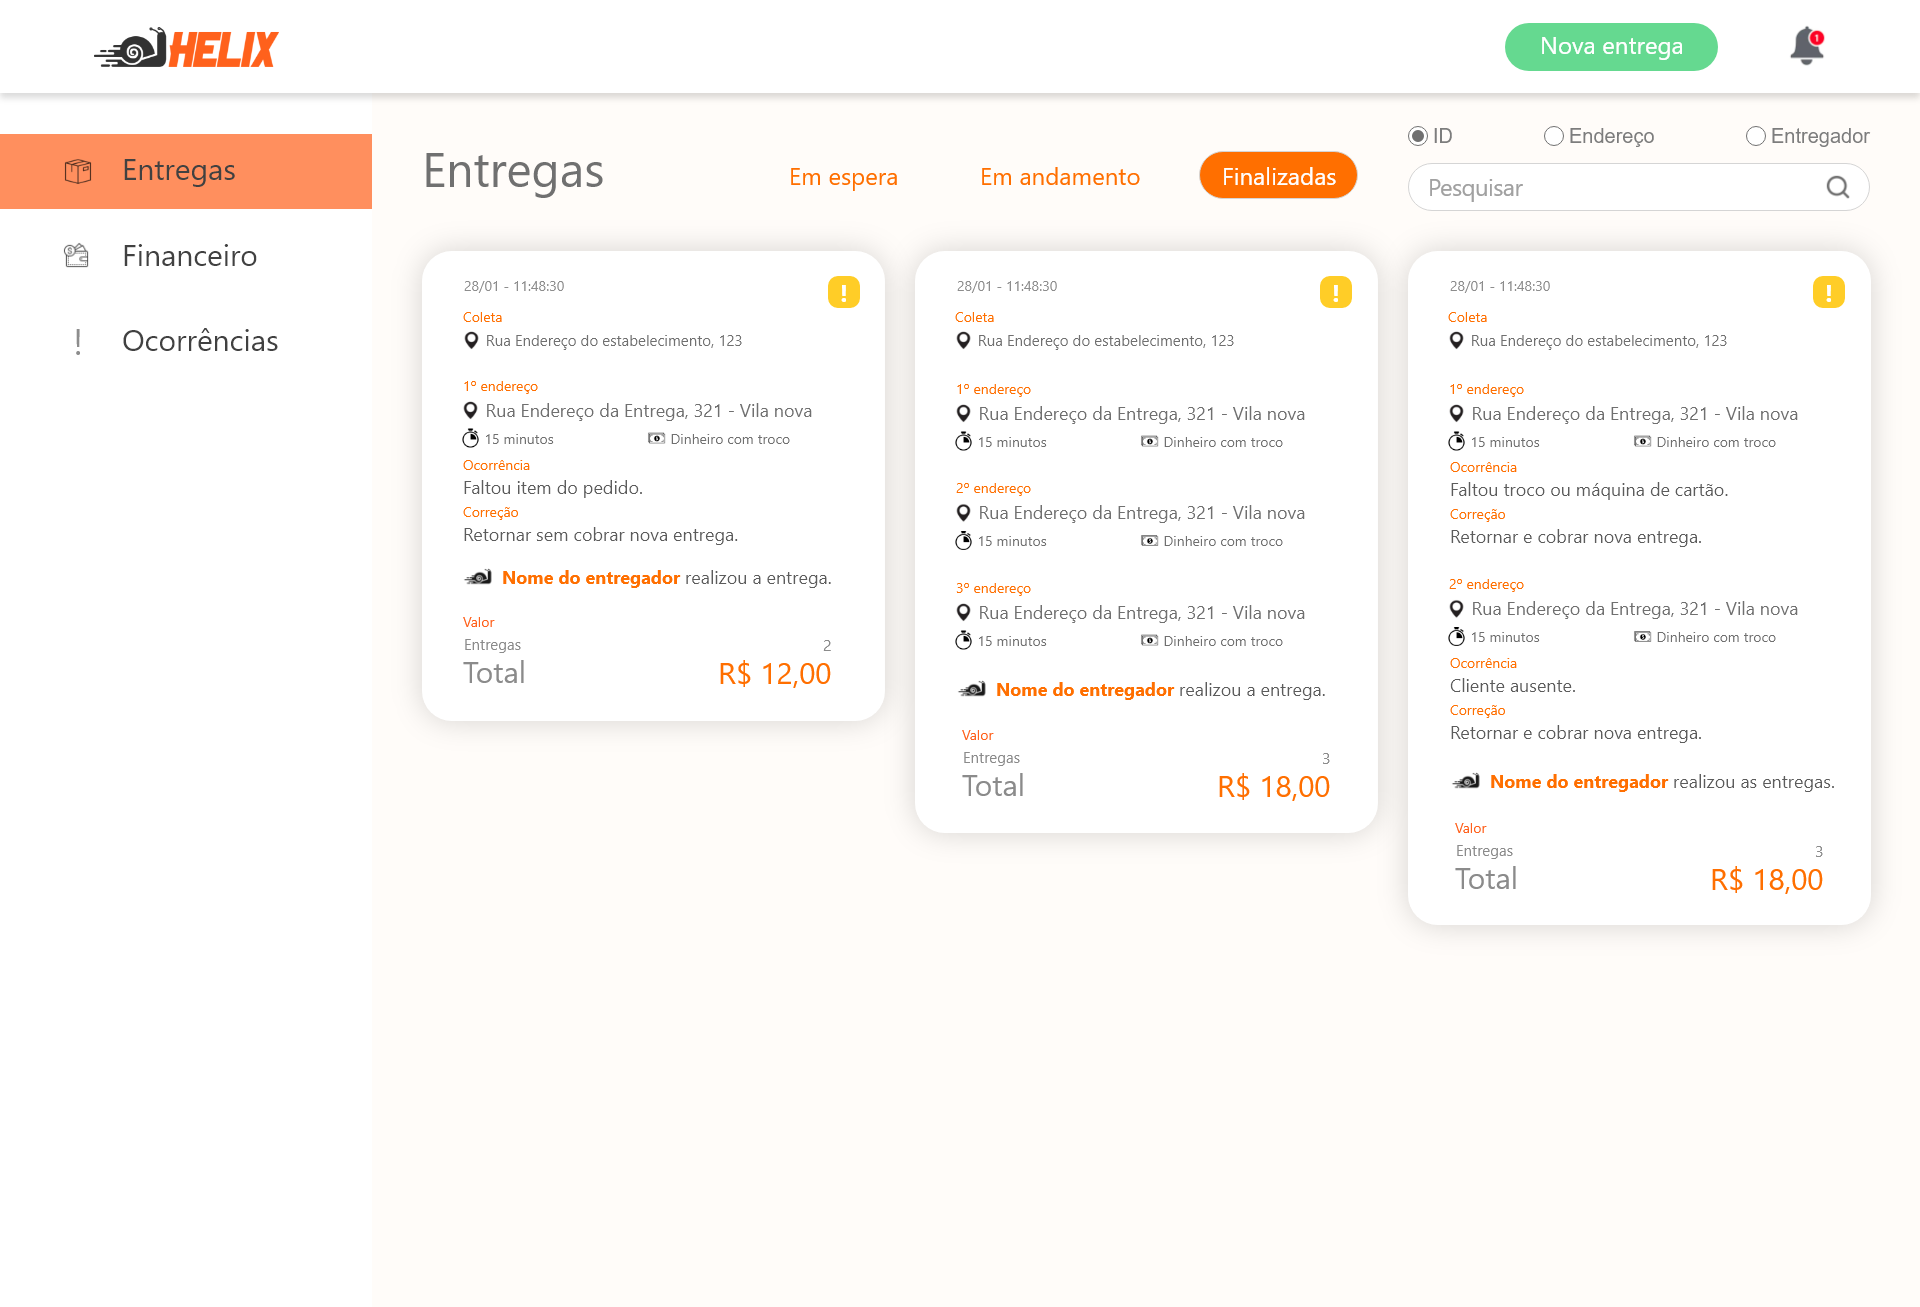 HELIX
Nova entrega
1
Entregas
Financeiro
Ocorrências
Entregas
Em espera
Em andamento
Finalizadas
ID
Endereço
Entregador
Pesquisar
28/01 - 11:48:30
!
Coleta
Rua Endereço do estabelecimento, 123
1º endereço
Rua Endereço da Entrega, 321 - Vila nova
15 minutos
Dinheiro com troco
Ocorrência
Faltou item do pedido.
Correção
Retornar sem cobrar nova entrega.
Nome do entregador realizou a entrega.
Valor
Entregas 2
Total R$ 12,00
28/01 - 11:48:30
!
Coleta
Rua Endereço do estabelecimento, 123
1º endereço
Rua Endereço da Entrega, 321 - Vila nova
15 minutos
Dinheiro com troco
2º endereço
Rua Endereço da Entrega, 321 - Vila nova
15 minutos
Dinheiro com troco
3º endereço
Rua Endereço da Entrega, 321 - Vila nova
15 minutos
Dinheiro com troco
Nome do entregador realizou a entrega.
Valor
Entregas 3
Total R$ 18,00
28/01 - 11:48:30
!
Coleta
Rua Endereço do estabelecimento, 123
1º endereço
Rua Endereço da Entrega, 321 - Vila nova
15 minutos
Dinheiro com troco
Ocorrência
Faltou troco ou máquina de cartão.
Correção
Retornar e cobrar nova entrega.
2º endereço
Rua Endereço da Entrega, 321 - Vila nova
15 minutos
Dinheiro com troco
Ocorrência
Cliente ausente.
Correção
Retornar e cobrar nova entrega.
Nome do entregador realizou as entregas.
Valor
Entregas 3
Total R$ 18,00